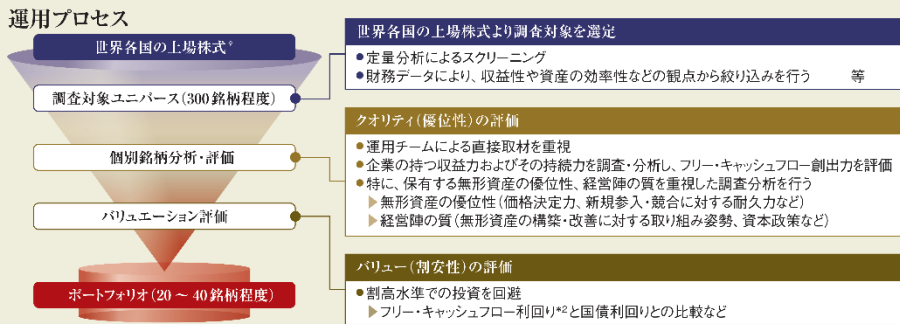 運用プロセス
世界各国の上場株式*
調査対象ユニバース(300銘柄程度)
個別銘柄分析・評価
バリュエーション評価
ポートフォリオ(20～40銘柄程度)
世界各国の上場株式より調査対象を選定
●定量分析によるスクリーニング
●財務データにより、収益性や資産の効率性などの観点から絞り込みを行う 等
クオリティ(優位性)の評価
●運用チームによる直接取材を重視
●企業の持つ収益力およびその持続力を調査・分析し、フリー・キャッシュフロー創出力を評価
●特に、保有する無形資産の優位性、経営陣の質を重視した調査分析を行う
▶無形資産の優位性(価格決定力、新規参入・競合に対する耐久力など)
▶経営陣の質(無形資産の構築・改善に対する取り組み姿勢、資本政策など)
バリュー(割安性)の評価
●割高水準での投資を回避
▶フリー・キャッシュフロー利回り*2と国債利回りとの比較など